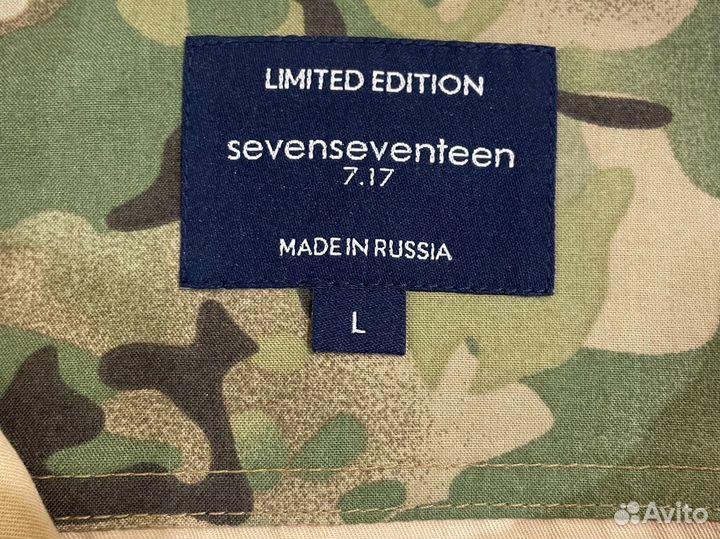 LIMITED EDITION
sevenseventeen
7.17
MADE IN RUSSIA
L
Avito